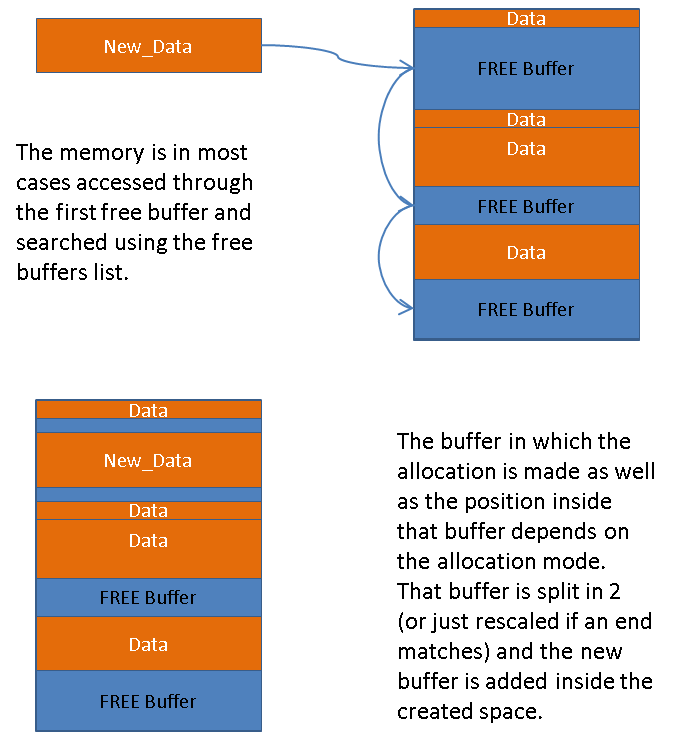 New_Data
Data
FREE Buffer
Data
Data
FREE Buffer
Data
FREE Buffer
The memory is in most
cases accessed through
the first free buffer and
searched using the free
buffers list.
Data
New_Data
Data
Data
FREE Buffer
Data
FREE Buffer
The buffer in which the
allocation is made as well
as the position inside
that buffer depends on
the allocation mode.
That buffer is split in 2
(or just rescaled if an end
matches) and the new
buffer is added inside the
created space.